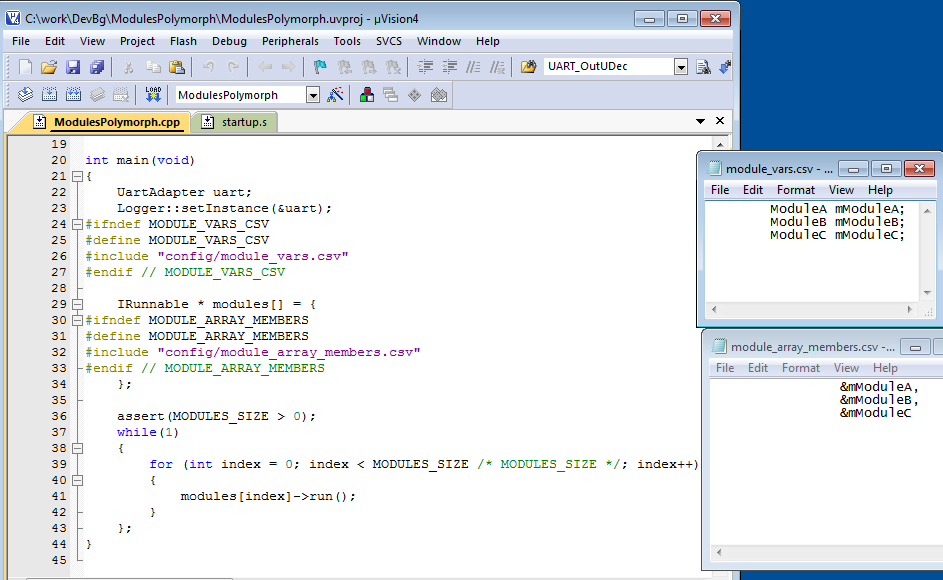 C:\work\DevBg\ModulesPolymorph\ModulesPolymorph.uvproj - µVision4
File Edit View Project Flash Debug Peripherals Tools SVCS Window Help
UART_OutUDec
LOAD
ModulesPolymorph
ModulesPolymorph.cpp startup.s
19
20 int main(void)
21 {
22     UartAdapter uart;
23     Logger::setInstance(&uart);
24 #ifndef MODULE_VARS_CSV
25 #define MODULE_VARS_CSV
26 #include "config/module_vars.csv"
27 #endif // MODULE_VARS_CSV
28
29     IRunnable * modules[] = {
30 #ifndef MODULE_ARRAY_MEMBERS
31 #define MODULE_ARRAY_MEMBERS
32 #include "config/module_array_members.csv"
33 #endif // MODULE_ARRAY_MEMBERS
34     };
35
36     assert(MODULES_SIZE > 0);
37     while(1)
38     {
39         for (int index = 0; index < MODULES_SIZE /* MODULES_SIZE */; index++)
40         {
41             modules[index]->run();
42         }
43     };
44 }
45
module_vars.csv - ...
File Edit Format View Help
ModuleA mModuleA;
ModuleB mModuleB;
ModuleC mModuleC;
module_array_members.csv -...
File Edit Format View Help
&mModuleA,
&mModuleB,
&mModuleC